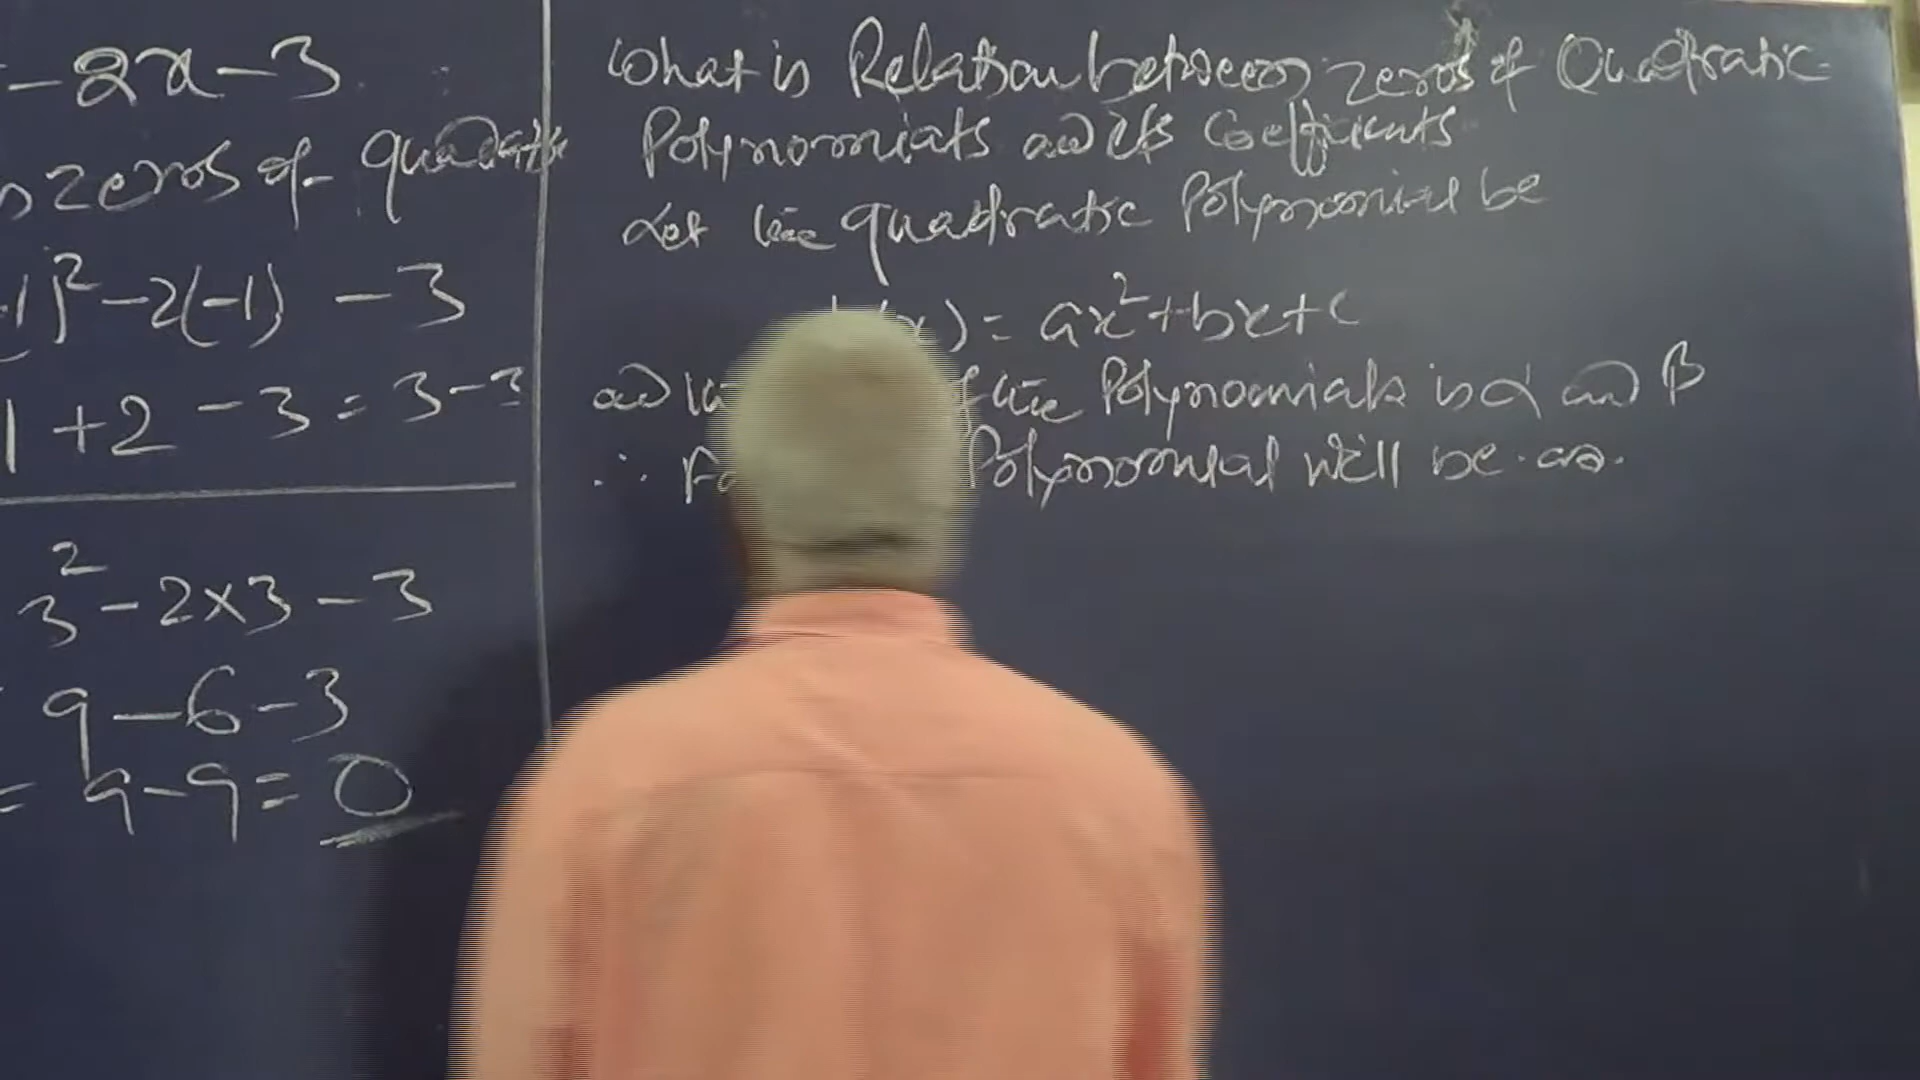 -2x-3
zeros of quadratic
-1)²-2(-1) -3
1+2-3=3-3
3²-2×3-3
9-6-3
= 9-9=0
What is Relation between zeros of Quadratic
Polynomials and its Coefficients
Let the quadratic Polynomial be
(x)= ax²+bx+c
and the Polynomials is α and β
∴ Polynomial will be as.